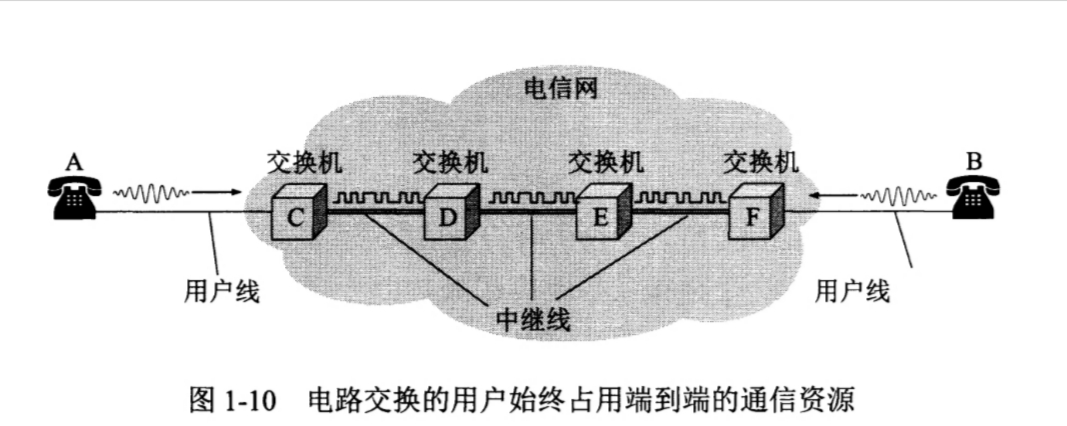 电信网
A
交换机 交换机 交换机 交换机
B
C D E F
用户线
用户线
中继线
图 1-10 电路交换的用户始终占用端到端的通信资源